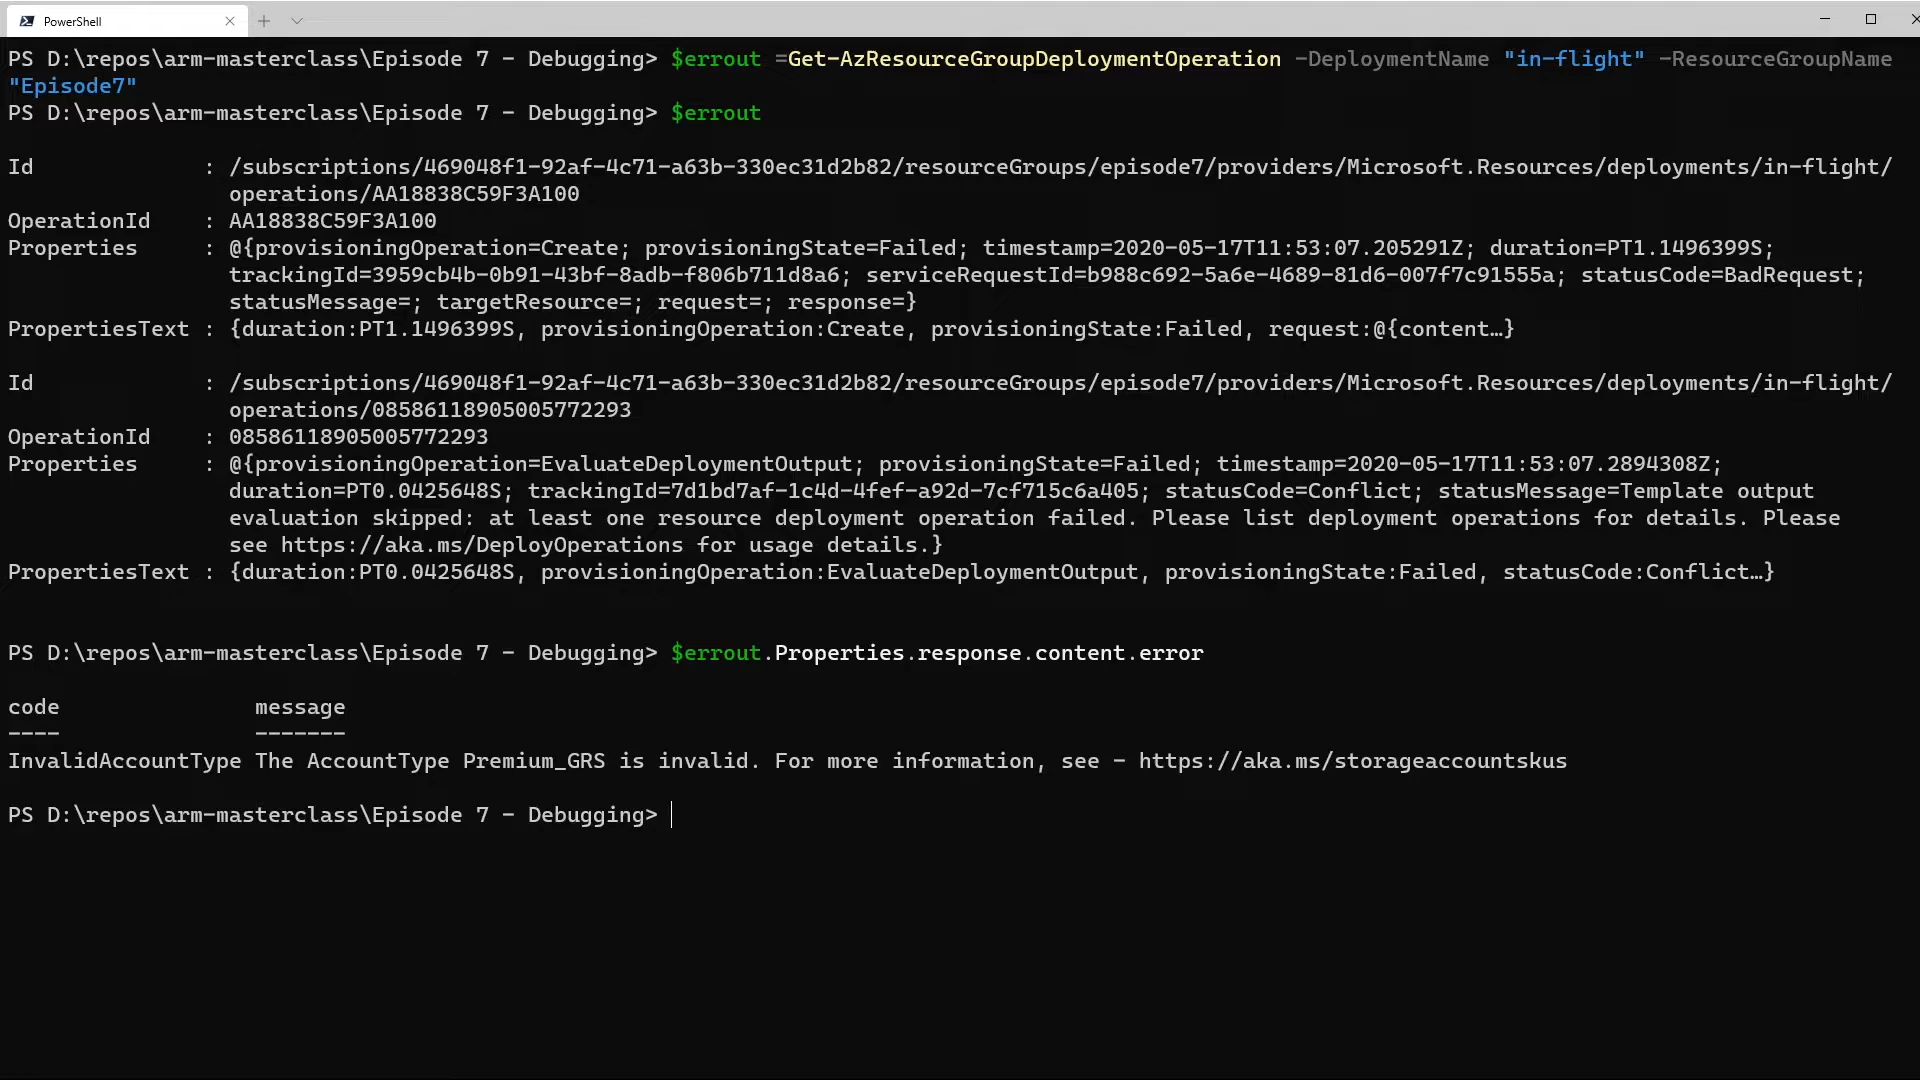 PowerShell
PS D:\repos\arm-masterclass\Episode 7 - Debugging> $errout =Get-AzResourceGroupDeploymentOperation -DeploymentName "in-flight" -ResourceGroupName
"Episode7"
PS D:\repos\arm-masterclass\Episode 7 - Debugging> $errout
Id : /subscriptions/469048f1-92af-4c71-a63b-330ec31d2b82/resourceGroups/episode7/providers/Microsoft.Resources/deployments/in-flight/
operations/AA18838C59F3A100
OperationId : AA18838C59F3A100
Properties : @{provisioningOperation=Create; provisioningState=Failed; timestamp=2020-05-17T11:53:07.205291Z; duration=PT1.1496399S;
trackingId=3959cb4b-0b91-43bf-8adb-f806b711d8a6; serviceRequestId=b988c692-5a6e-4689-81d6-007f7c91555a; statusCode=BadRequest;
statusMessage=; targetResource=; request=; response=}
PropertiesText : {duration:PT1.1496399S, provisioningOperation:Create, provisioningState:Failed, request:@{content…}
Id : /subscriptions/469048f1-92af-4c71-a63b-330ec31d2b82/resourceGroups/episode7/providers/Microsoft.Resources/deployments/in-flight/
operations/08586118905005772293
OperationId : 08586118905005772293
Properties : @{provisioningOperation=EvaluateDeploymentOutput; provisioningState=Failed; timestamp=2020-05-17T11:53:07.2894308Z;
duration=PT0.0425648S; trackingId=7d1bd7af-1c4d-4fef-a92d-7cf715c6a405; statusCode=Conflict; statusMessage=Template output
evaluation skipped: at least one resource deployment operation failed. Please list deployment operations for details. Please
see https://aka.ms/DeployOperations for usage details.}
PropertiesText : {duration:PT0.0425648S, provisioningOperation:EvaluateDeploymentOutput, provisioningState:Failed, statusCode:Conflict…}
PS D:\repos\arm-masterclass\Episode 7 - Debugging> $errout.Properties.response.content.error
code message
---- -------
InvalidAccountType The AccountType Premium_GRS is invalid. For more information, see - https://aka.ms/storageaccountskus
PS D:\repos\arm-masterclass\Episode 7 - Debugging>